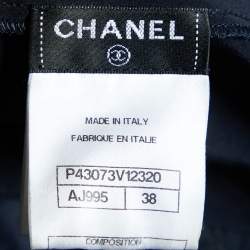 CHANEL
MADE IN ITALY
FABRIQUE EN ITALIE
P43073V12320
AJ995 38
COMPOSITION